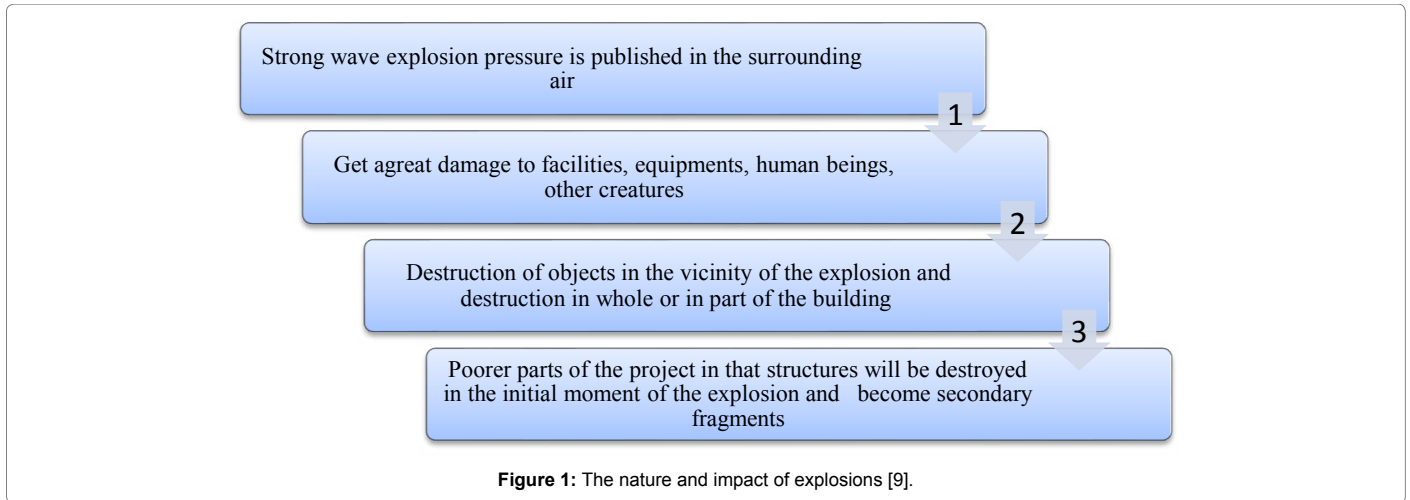 Strong wave explosion pressure is published in the surrounding
air
1
Get agreat damage to facilities, equipments, human beings,
other creatures
2
Destruction of objects in the vicinity of the explosion and
destruction in whole or in part of the building
3
Poorer parts of the project in that structures will be destroyed
in the initial moment of the explosion and become secondary
fragments
Figure 1: The nature and impact of explosions [9].